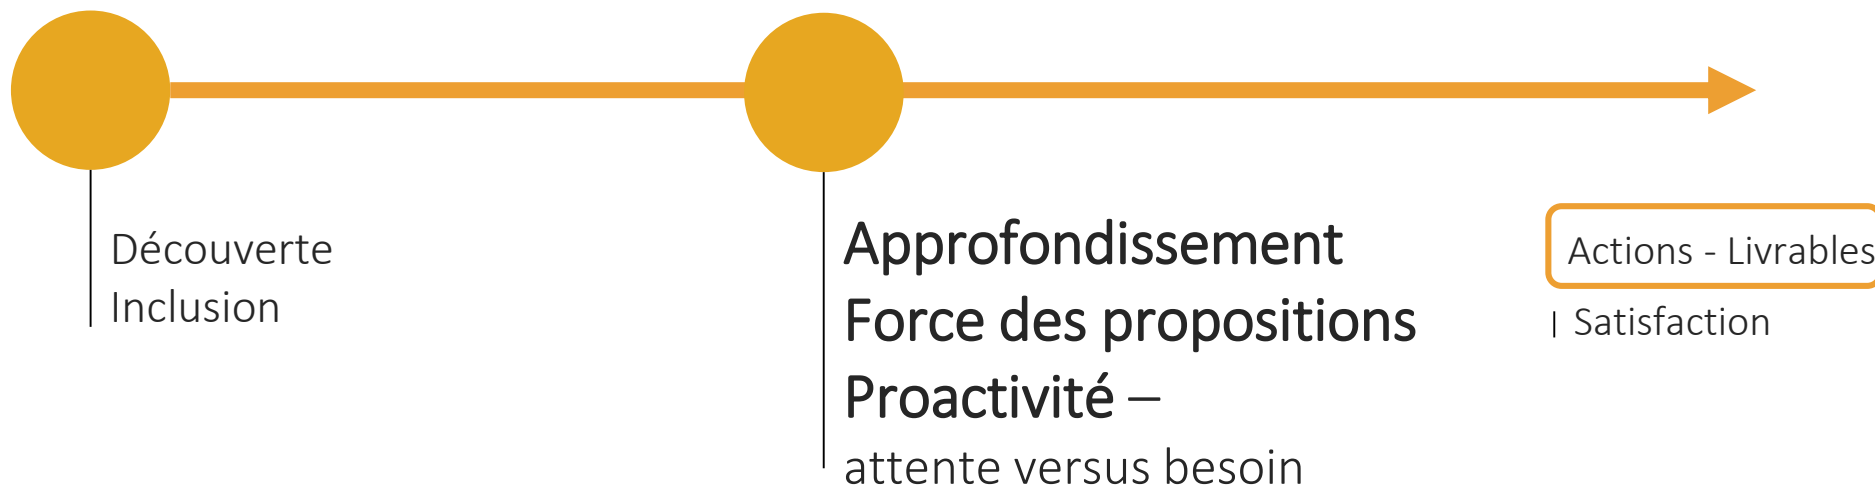 Découverte
Inclusion
Approfondissement
Force des propositions
Proactivité –
attente versus besoin
Actions - Livrables
Satisfaction